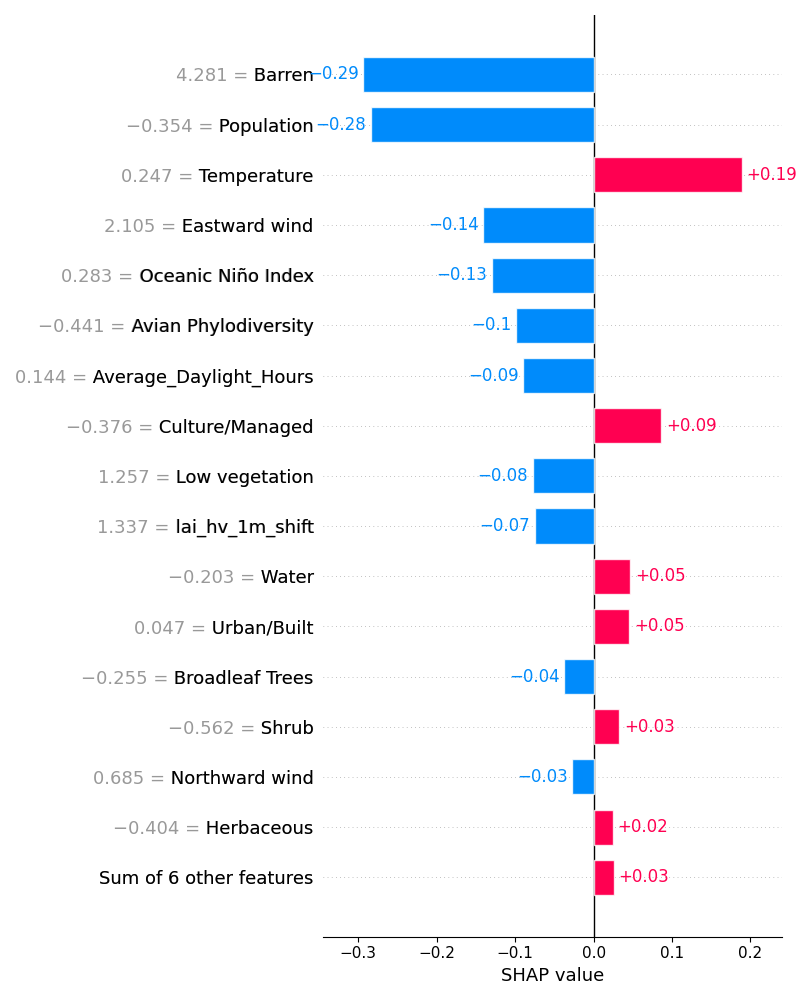 4.281 = Barren −0.29
−0.354 = Population −0.28
0.247 = Temperature +0.19
2.105 = Eastward wind −0.14
0.283 = Oceanic Niño Index −0.13
−0.441 = Avian Phylodiversity −0.1
0.144 = Average_Daylight_Hours −0.09
−0.376 = Culture/Managed +0.09
1.257 = Low vegetation −0.08
1.337 = lai_hv_1m_shift −0.07
−0.203 = Water +0.05
0.047 = Urban/Built +0.05
−0.255 = Broadleaf Trees −0.04
−0.562 = Shrub +0.03
0.685 = Northward wind −0.03
−0.404 = Herbaceous +0.02
Sum of 6 other features +0.03
−0.3 −0.2 −0.1 0.0 0.1 0.2
SHAP value